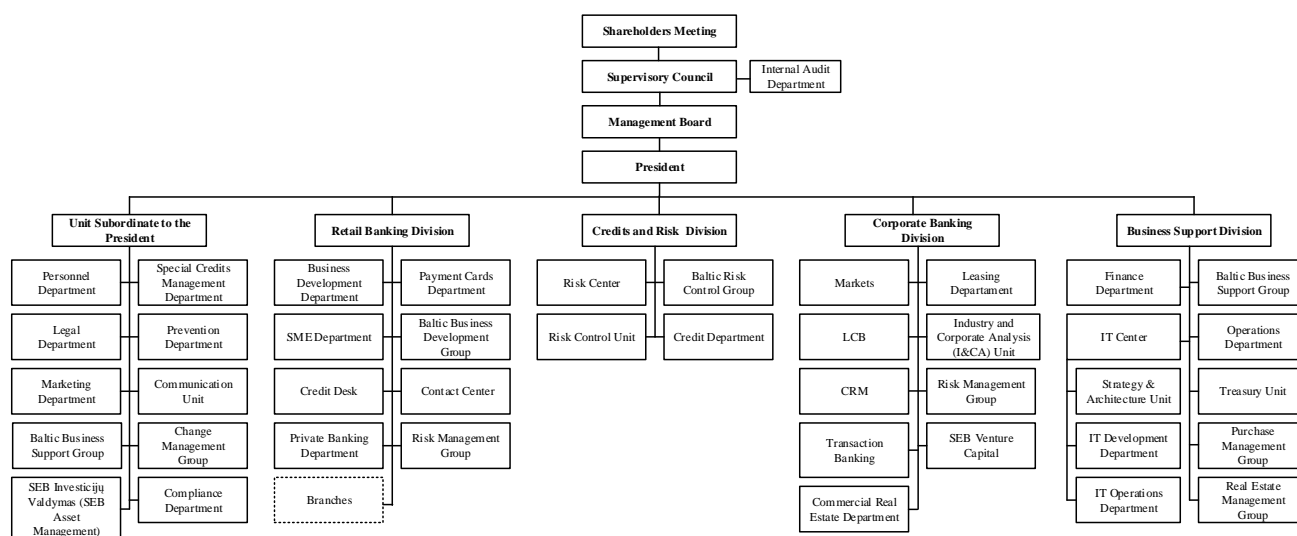 Shareholders Meeting
Supervisory Council
Internal Audit
Department
Management Board
President
Unit Subordinate to the
President
Personnel
Department
Special Credits
Management
Department
Legal
Department
Prevention
Department
Marketing
Department
Communication
Unit
Baltic Business
Support Group
Change
Management
Group
SEB Investicijų
Valdymas (SEB
Asset
Management)
Compliance
Department
Retail Banking Division
Business
Development
Department
Payment Cards
Department
SME Department
Baltic Business
Development
Group
Credit Desk
Contact Center
Private Banking
Department
Risk Management
Group
Branches
Credits and Risk Division
Risk Center
Baltic Risk
Control Group
Risk Control Unit
Credit Department
Corporate Banking
Division
Markets
Leasing
Departament
LCB
Industry and
Corporate Analysis
(I&CA) Unit
CRM
Risk Management
Group
Transaction
Banking
SEB Venture
Capital
Commercial Real
Estate Department
Business Support Division
Finance
Department
Baltic Business
Support Group
IT Center
Operations
Department
Strategy &
Architecture Unit
Treasury Unit
IT Development
Department
Purchase
Management
Group
IT Operations
Department
Real Estate
Management
Group